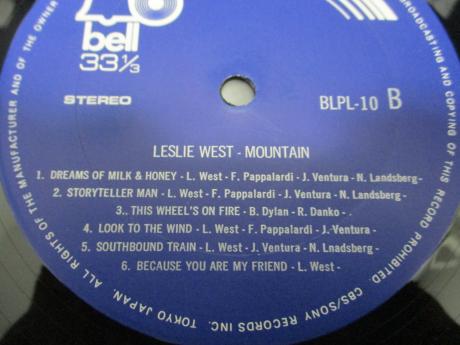 bell
33 1/3
STEREO
BLPL-10 B
LESLIE WEST - MOUNTAIN
1. DREAMS OF MILK & HONEY - L. West - F. Pappalardi - J. Ventura - N. Landsberg -
2. STORYTELLER MAN - L. West - F. Pappalardi - J. Ventura - N. Landsberg -
3.. THIS WHEEL'S ON FIRE - B. Dylan - R. Danko - .
4. LOOK TO THE WIND - L. West - F. Pappalardi - J. Ventura -
5. SOUTHBOUND TRAIN - L. West - J. Ventura - N. Lnadsberg -
6. BECAUSE YOU ARE MY FRIEND - L. West -
ALL RIGHTS OF THE MANUFACTURER AND OF THE OWNER
BROADCASTING AND COPYING OF THIS RECORD PROHIBITED
CBS/SONY RECORDS INC. TOKYO JAPAN.